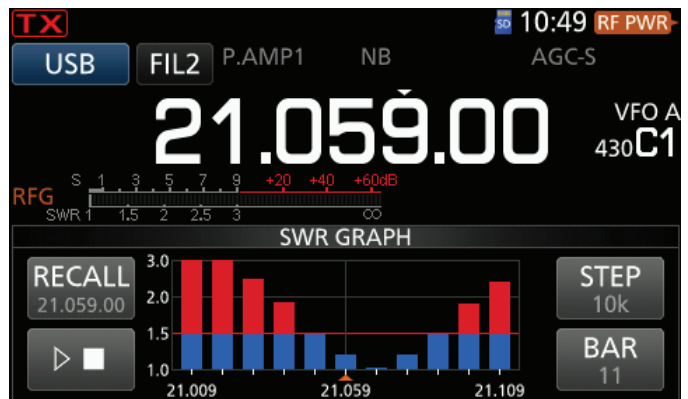 TX SD 10:49 RF PWR
USB FIL2 P.AMP1 NB AGC-S
21.059.00 VFO A
430C1
S 1 3 5 7 9 +20 +40 +60dB
RFG
SWR 1 1.5 2 2.5 3 ∞
SWR GRAPH
RECALL 3.0 STEP
21.059.00 2.0 10k
1.5
BAR
1.0 11
21.009 21.059 21.109